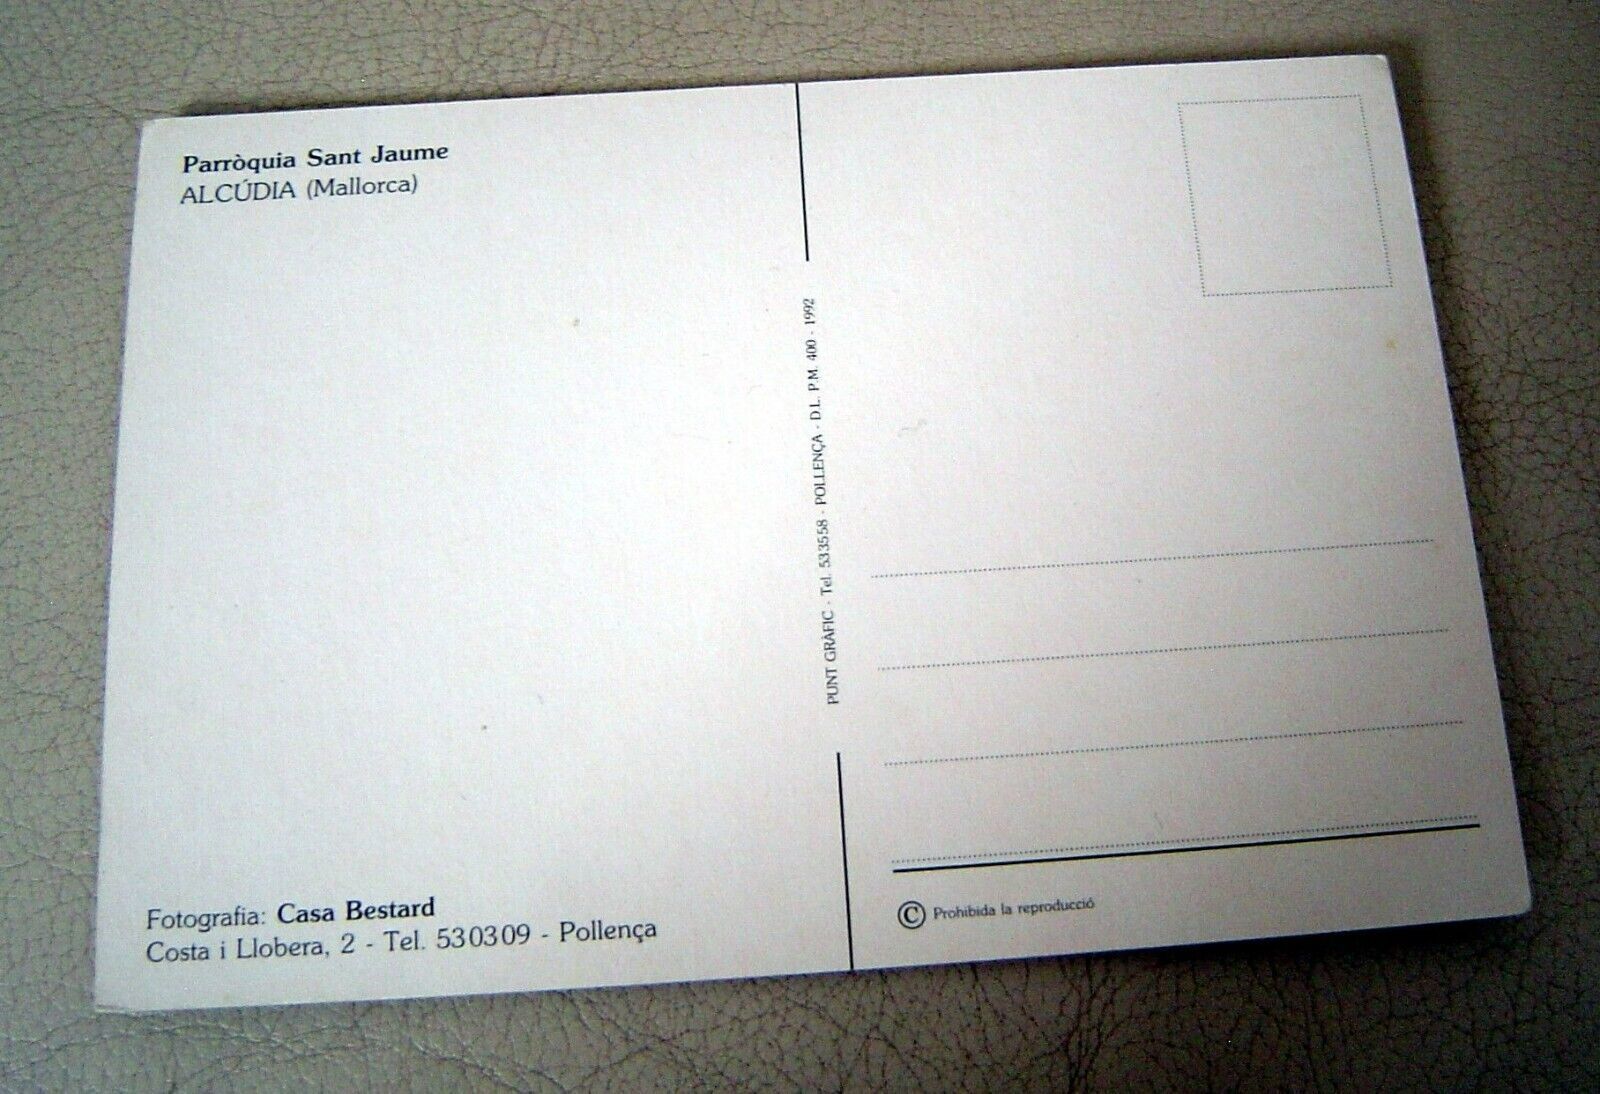 Parròquia Sant Jaume
ALCÚDIA (Mallorca)
Fotografia: Casa Bestard
Costa i Llobera, 2 - Tel. 530309 - Pollença
PUNT GRÀFIC - Tel. 533558 - POLLENÇA - D.L. P.M. 400 - 1992
© Prohibida la reproducció